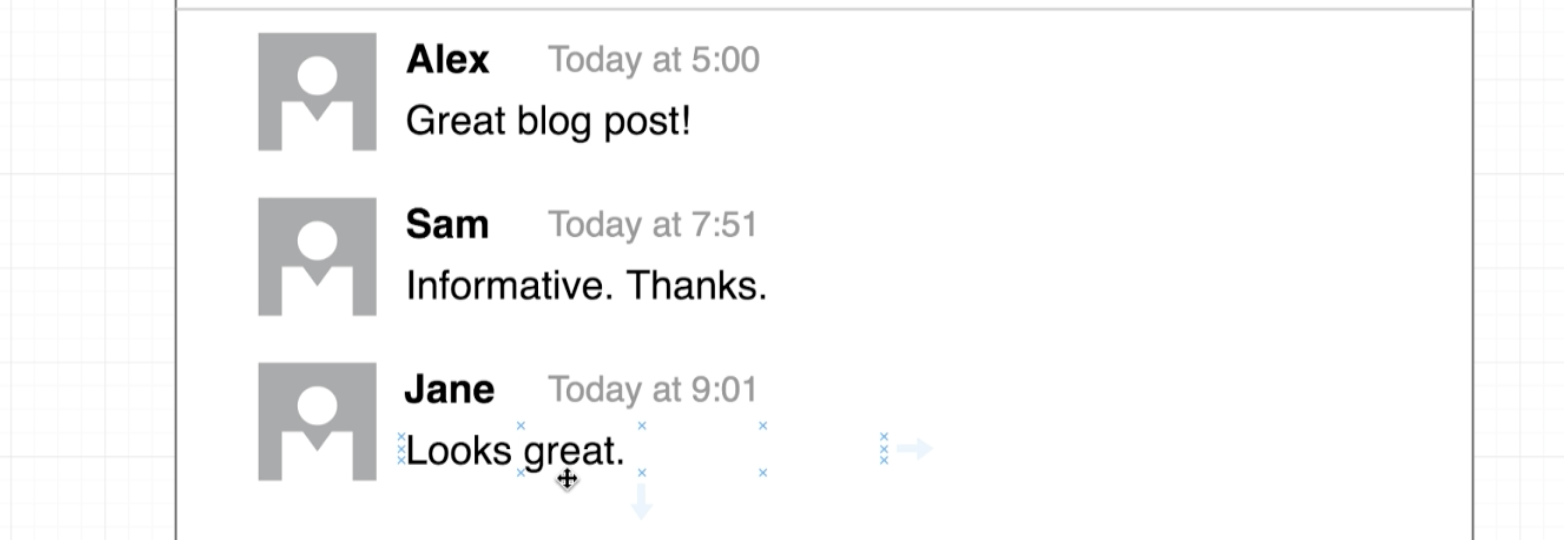 Alex Today at 5:00
Great blog post!
Sam Today at 7:51
Informative. Thanks.
Jane Today at 9:01
Looks great.